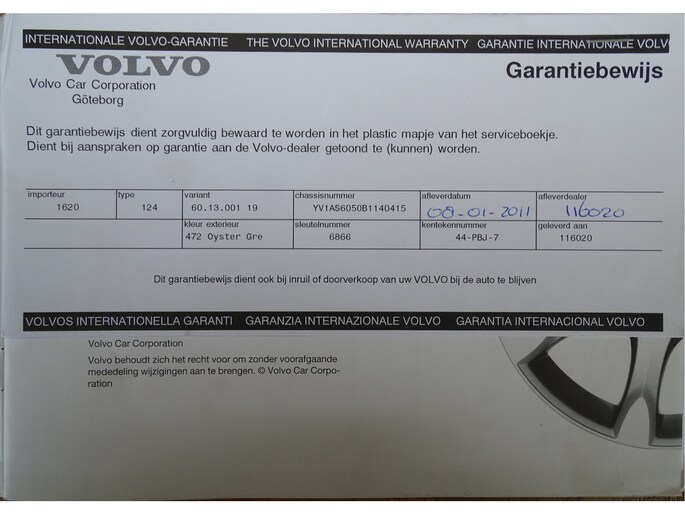 INTERNATIONALE VOLVO-GARANTIE THE VOLVO INTERNATIONAL WARRANTY GARANTIE INTERNATIONALE VOLV
VOLVO
Garantiebewijs
Volvo Car Corporation
Göteborg
Dit garantiebewijs dient zorgvuldig bewaard te worden in het plastic mapje van het serviceboekje.
Dient bij aanspraken op garantie aan de Volvo-dealer getoond te (kunnen) worden.
importeur type variant chassisnummer afleverdatum afleverdealer
1620 124 60.13.001 19 YV1AS6050B1140415 08-01-2011 116020
kleur exterieur sleutelnummer kentekennummer geleverd aan
472 Oyster Gre 6866 44-PBJ-7 116020
Dit garantiebewijs dient ook bij inruil of doorverkoop van uw VOLVO bij de auto te blijven
VOLVOS INTERNATIONELLA GARANTI GARANZIA INTERNAZIONALE VOLVO GARANTIA INTERNACIONAL VOLVO
Volvo Car Corporation
Volvo behoudt zich het recht voor om zonder voorafgaande
mededeling wijzigingen aan te brengen. © Volvo Car Corpo-
ration